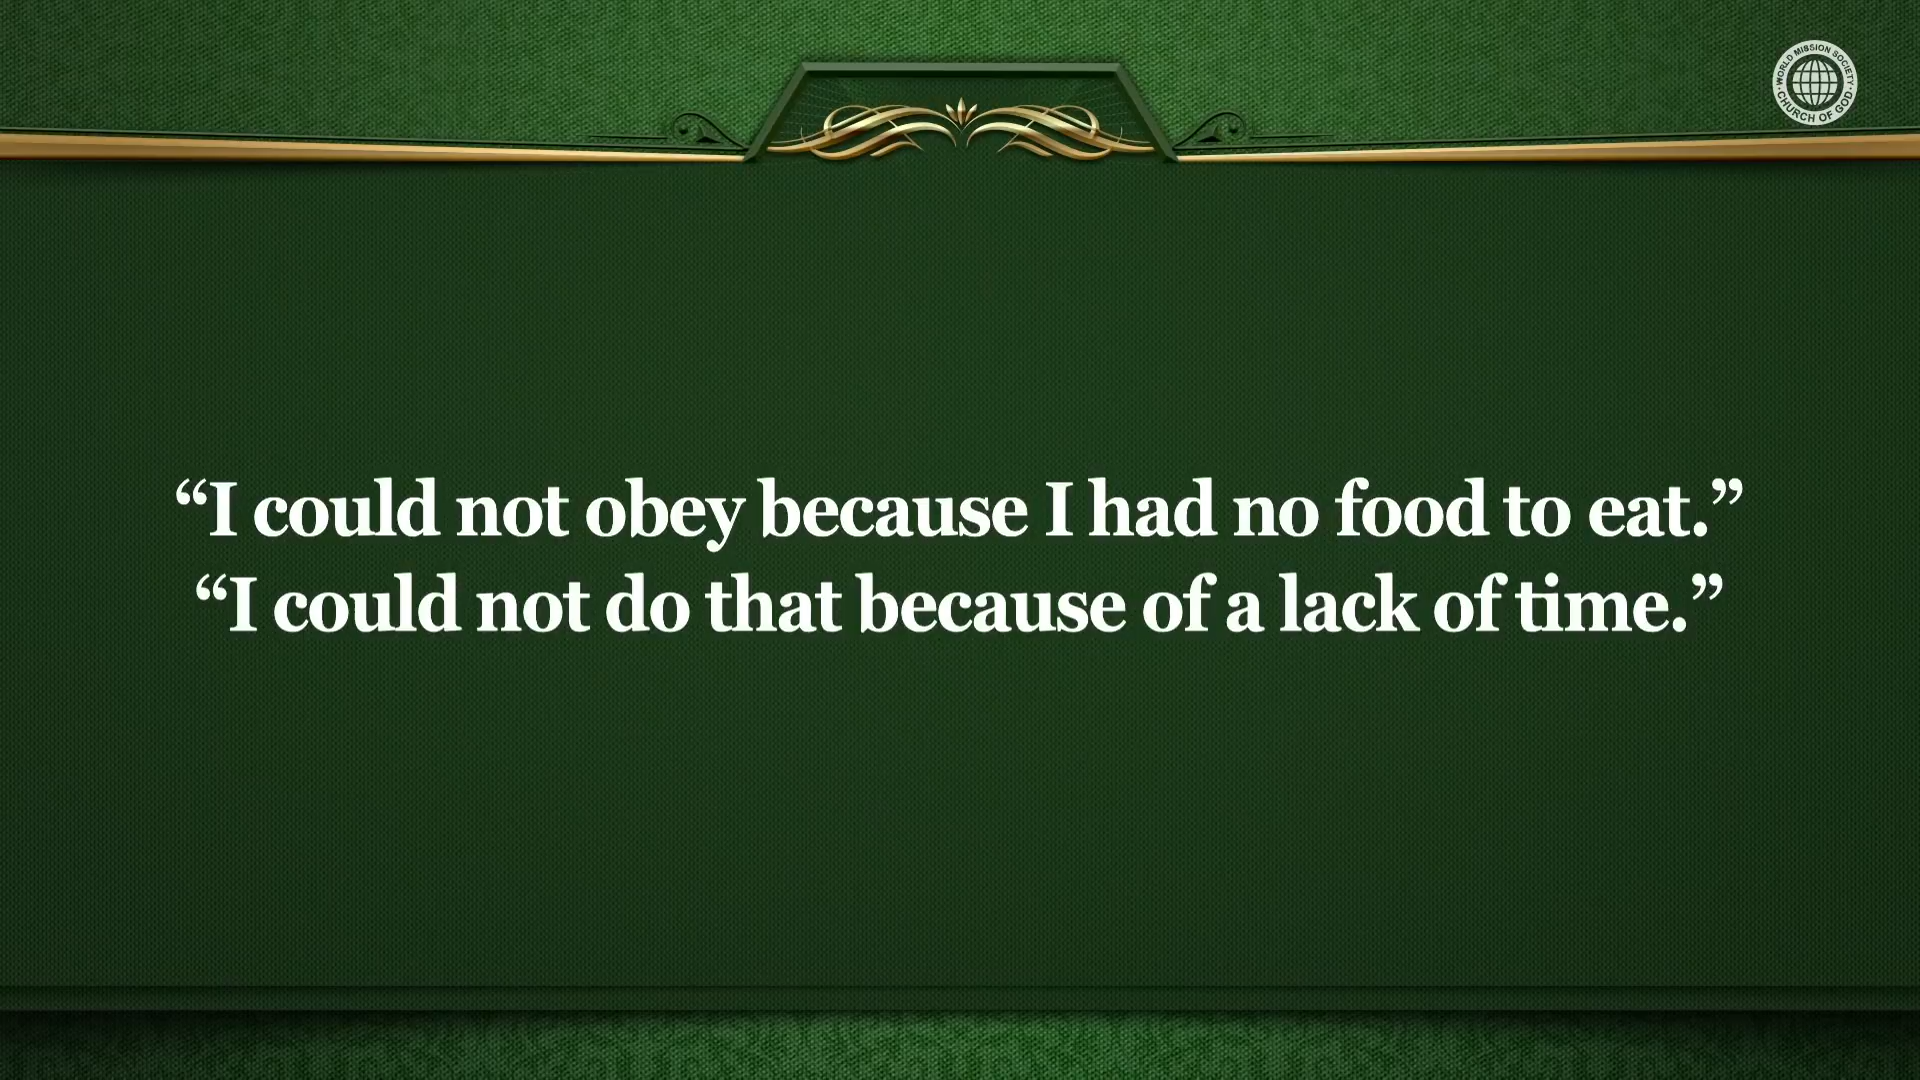 WORLD MISSION SOCIETY
CHURCH OF GOD
“I could not obey because I had no food to eat.”
“I could not do that because of a lack of time.”